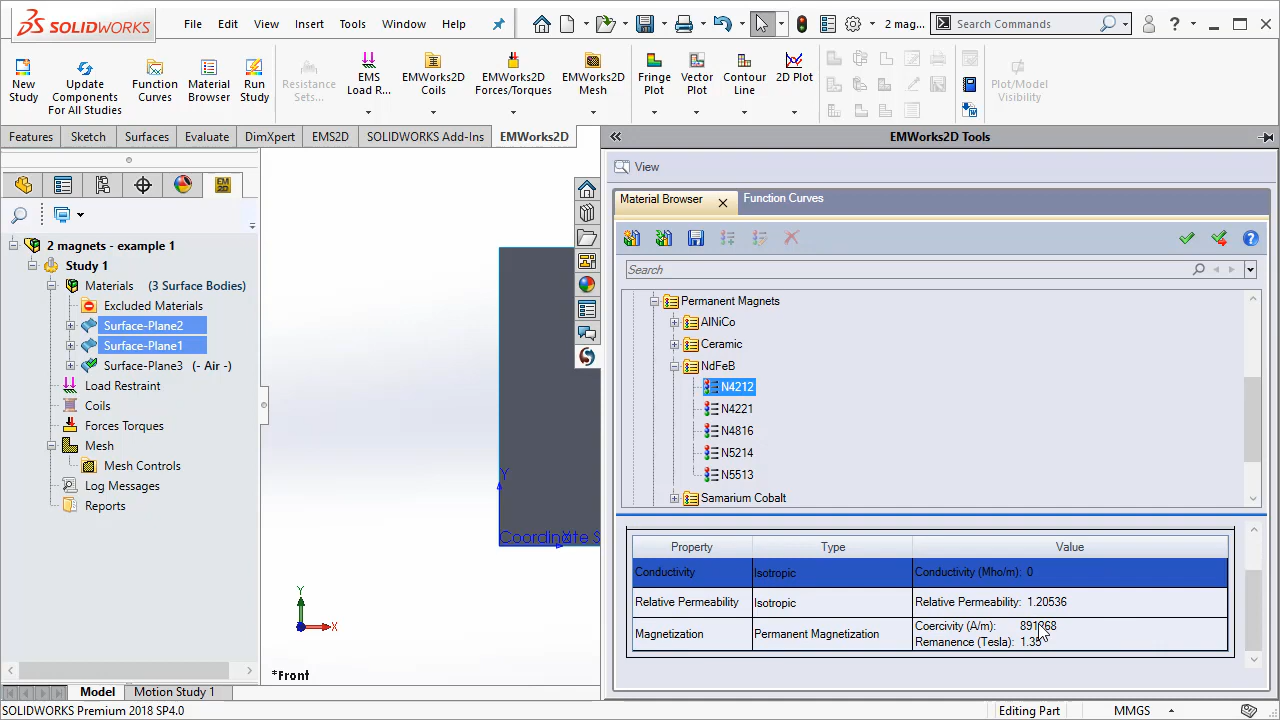 SOLIDWORKS
File Edit View Insert Tools Window Help
2 mag...
Search Commands
New Study
Update Components For All Studies
Function Curves
Material Browser
Run Study
Resistance Sets...
EMS Load R...
EMWorks2D Coils
EMWorks2D Forces/Torques
EMWorks2D Mesh
Fringe Plot
Vector Plot
Contour Line
2D Plot
Plot/Model Visibility
Features Sketch Surfaces Evaluate DimXpert EMS2D SOLIDWORKS Add-Ins EMWorks2D
EMWorks2D Tools
EM2D
View
Material Browser Function Curves
2 magnets - example 1
Study 1
Materials (3 Surface Bodies)
Excluded Materials
Surface-Plane2
Surface-Plane1
Surface-Plane3 (- Air -)
Load Restraint
Coils
Forces Torques
Mesh
Mesh Controls
Log Messages
Reports
Search
Permanent Magnets
AlNiCo
Ceramic
NdFeB
N4212
N4221
N4816
N5214
N5513
Samarium Cobalt
Y
X
Coordinate S
Y
X
*Front
Property Type Value
Conductivity Isotropic Conductivity (Mho/m): 0
Relative Permeability Isotropic Relative Permeability: 1.20536
Magnetization Permanent Magnetization Coercivity (A/m):
Remanence (Tesla): 1.35
Model Motion Study 1
SOLIDWORKS Premium 2018 SP4.0
Editing Part MMGS